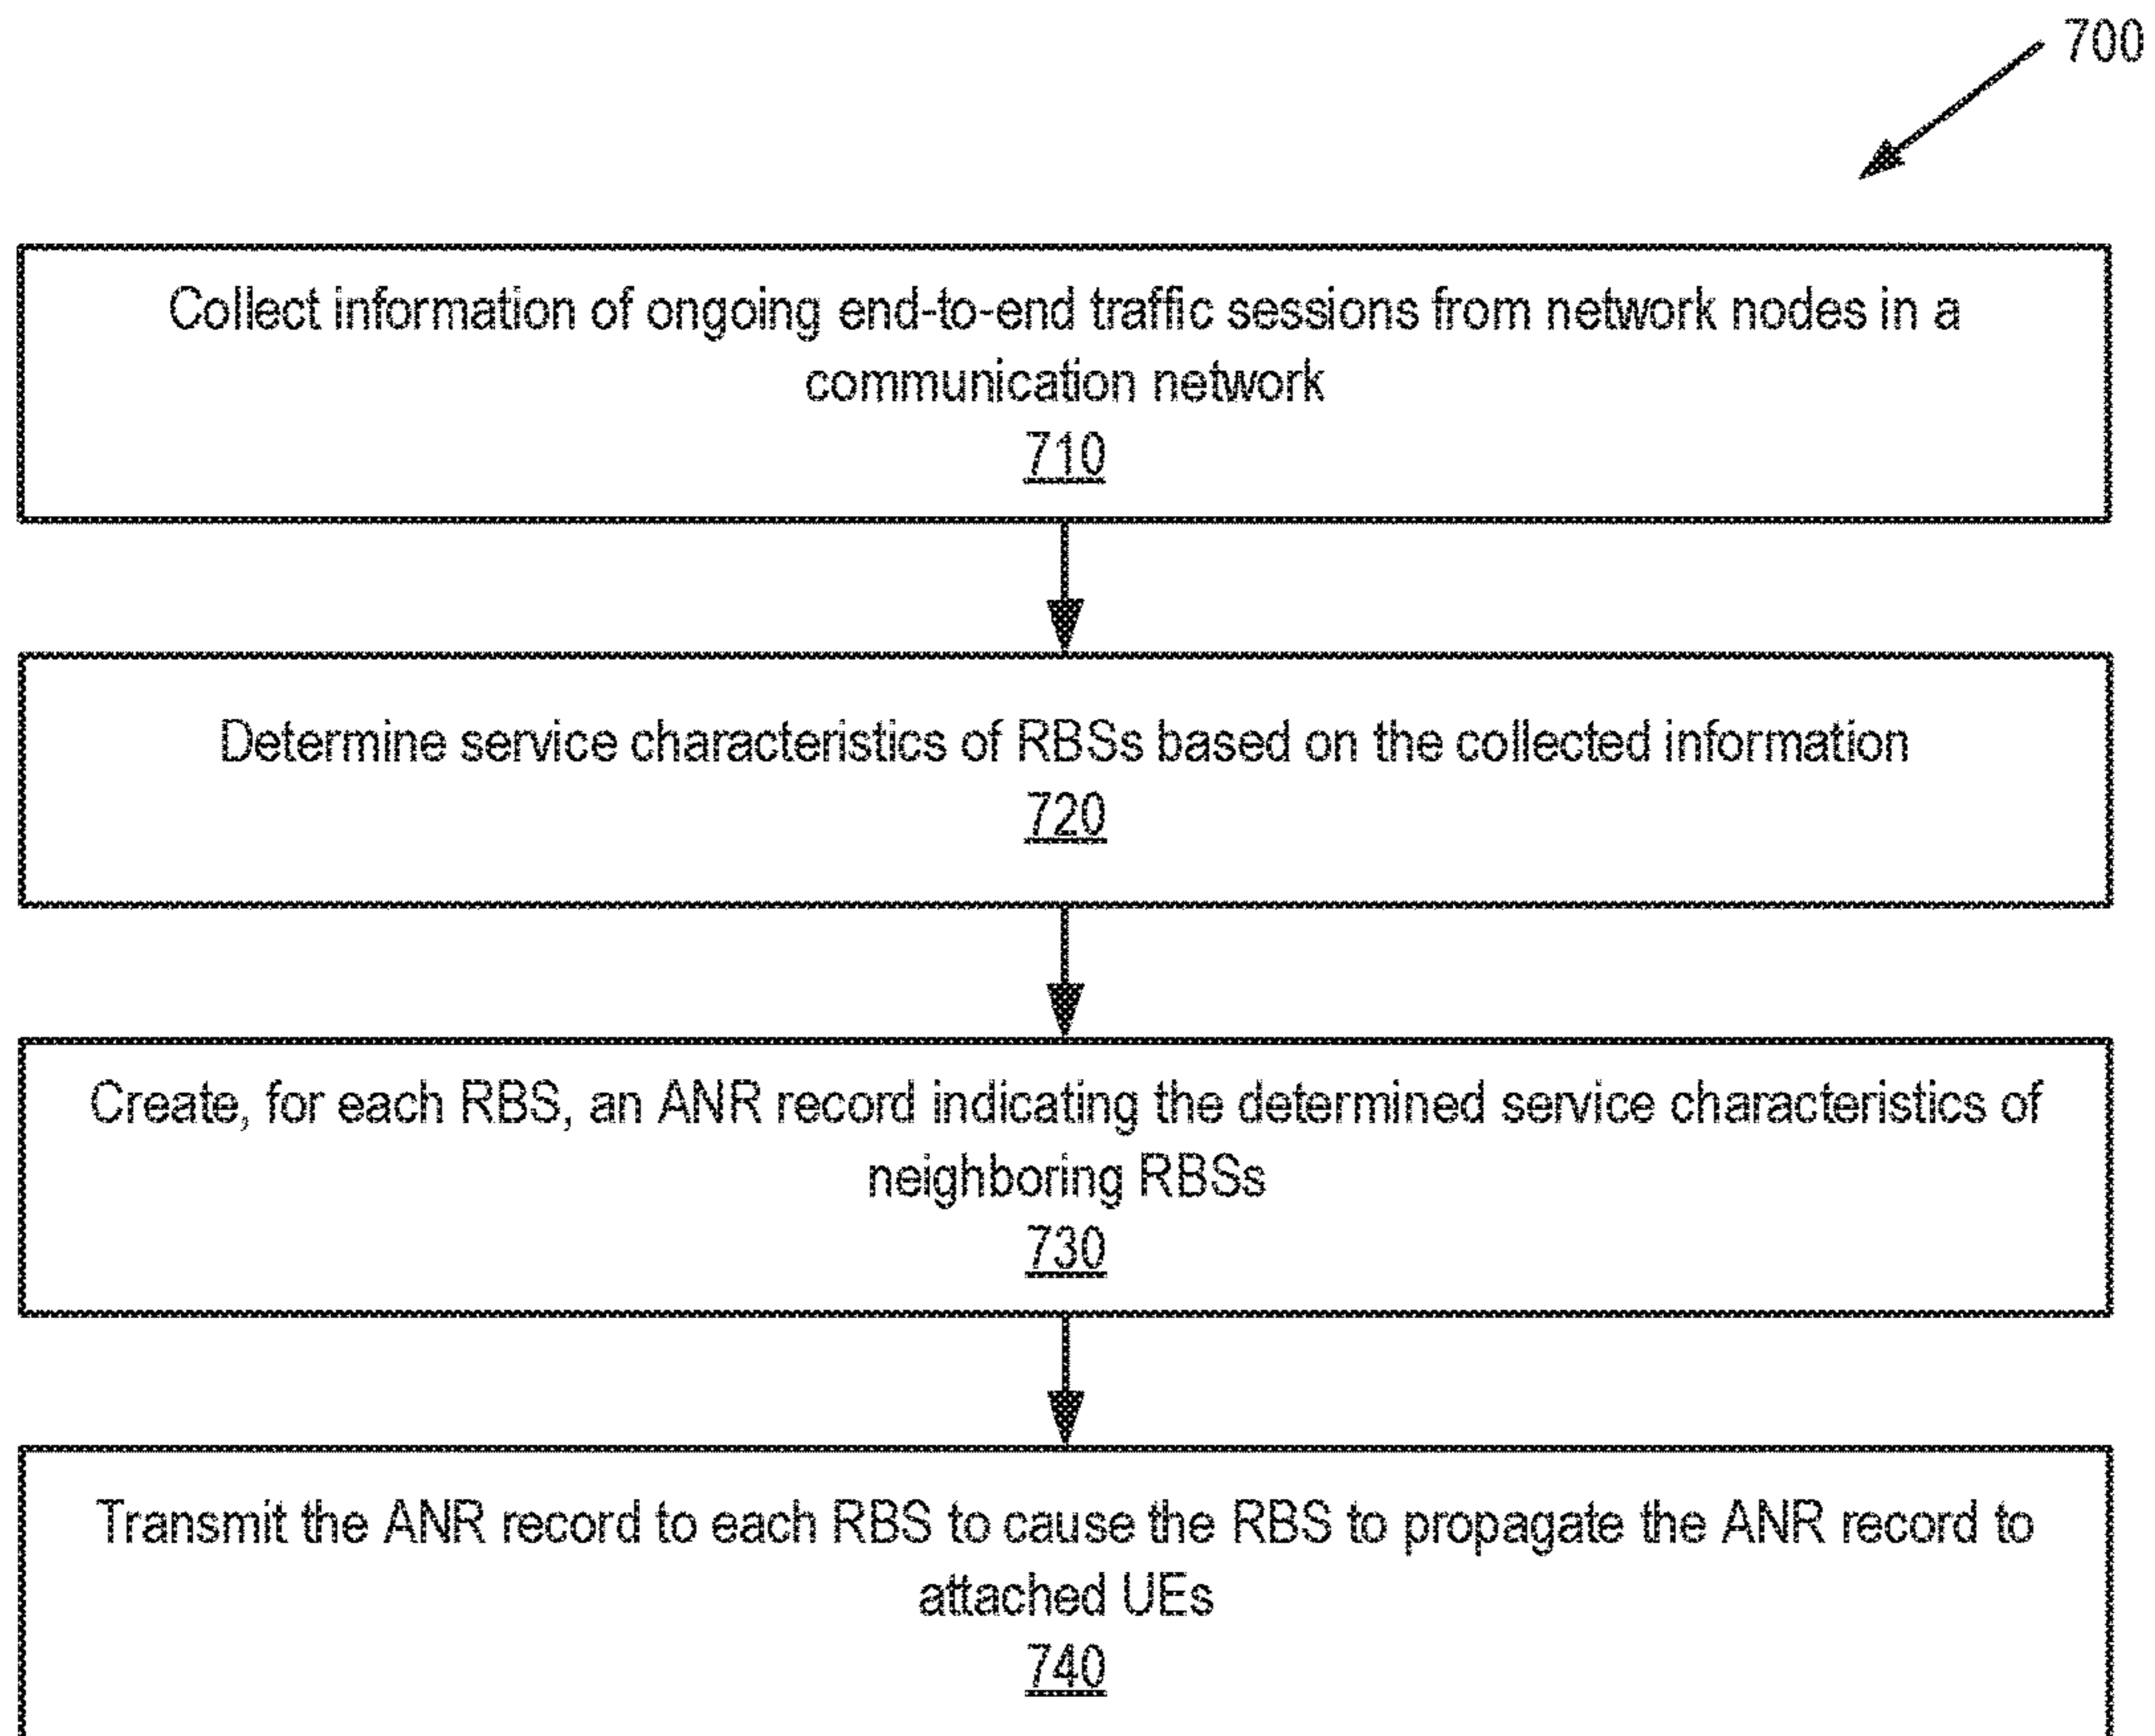 700
Collect information of ongoing end-to-end traffic sessions from network nodes in a
communication network
710
Determine service characteristics of RBSs based on the collected information
720
Create, for each RBS, an ANR record indicating the determined service characteristics of
neighboring RBSs
730
Transmit the ANR record to each RBS to cause the RBS to propagate the ANR record to
attached UEs
740